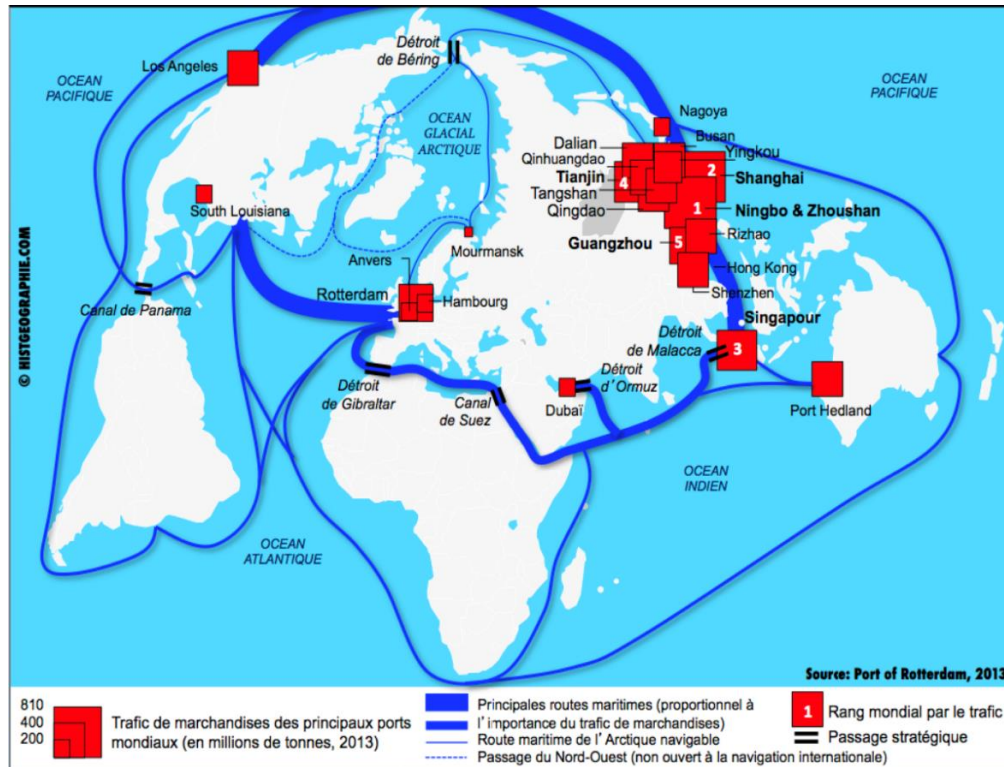 Los Angeles
OCEAN
PACIFIQUE
Détroit
de Béring
OCEAN
GLACIAL
ARCTIQUE
OCEAN
PACIFIQUE
Nagoya
Busan
Dalian
Yingkou
Qinhuangdao
2
Tianjin
4
Shanghai
Tangshan
1
Ningbo & Zhoushan
Qingdao
South Louisiana
Mourmansk
Guangzhou
5
Rizhao
Anvers
Hong Kong
Rotterdam
Hambourg
Shenzhen
Canal de Panama
Singapour
Détroit
de Malacca
3
Détroit
de Gibraltar
Canal
de Suez
Détroit
d'Ormuz
Dubaï
Port Hedland
OCEAN
INDIEN
OCEAN
ATLANTIQUE
© HISTGEOGRAPHIE.COM
Source: Port of Rotterdam, 2013
810
400
200
Trafic de marchandises des principaux ports
mondiaux (en millions de tonnes, 2013)
Principales routes maritimes (proportionnel à
l'importance du trafic de marchandises)
Route maritime de l'Arctique navigable
Passage du Nord-Ouest (non ouvert à la navigation internationale)
1
Rang mondial par le trafic
Passage stratégique